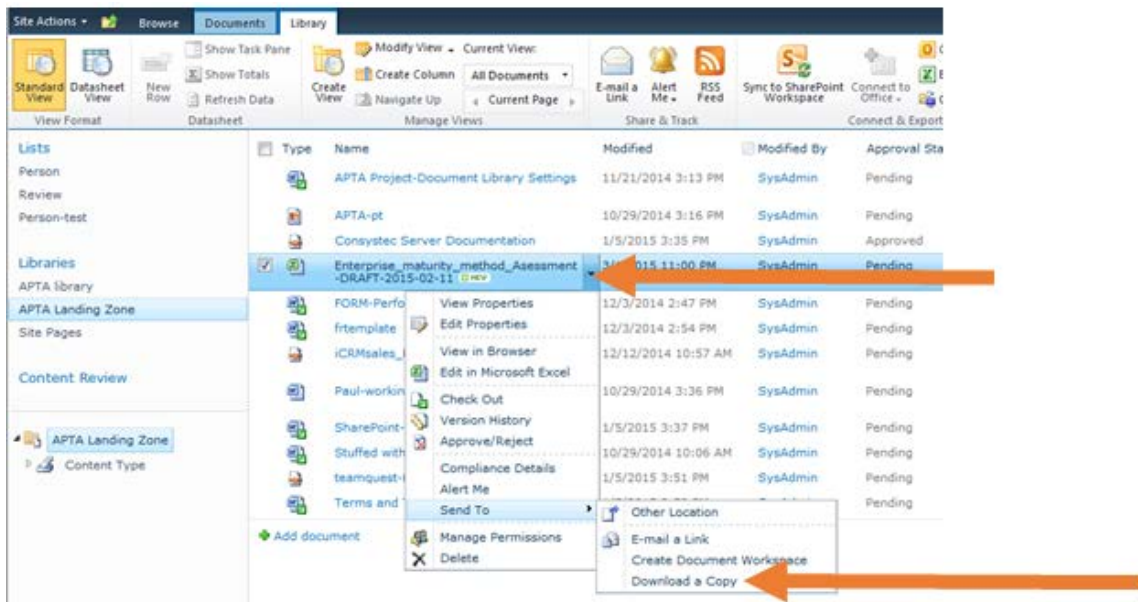 Site Actions Browse Documents Library
Standard View
Datasheet View
New Row
Show Task Pane
Show Totals
Refresh Data
Create View
Modify View
Create Column
Navigate Up
Current View:
All Documents
Current Page
E-mail a Link
Alert Me
RSS Feed
Sync to SharePoint Workspace
Connect to Office
View Format Datasheet Manage Views Share & Track Connect & Export
Lists
Person
Review
Person-test
Libraries
APTA library
APTA Landing Zone
Site Pages
Content Review
APTA Landing Zone
Content Type
Type Name Modified Modified By Approval Sta
APTA Project-Document Library Settings 11/21/2014 3:13 PM SysAdmin Pending
APTA-pt 10/29/2014 3:16 PM SysAdmin Pending
Consystec Server Documentation 1/5/2015 3:35 PM SysAdmin Approved
Enterprise_maturity_method_Asessment 2015 11:00 PM SysAdmin Pending
-DRAFT-2015-02-11 NEW
FORM-Perfo 12/3/2014 2:47 PM SysAdmin Pending
frtemplate 12/3/2014 2:54 PM SysAdmin Pending
iCRMsales_ 12/12/2014 10:57 AM SysAdmin Pending
Paul-workin 10/29/2014 3:36 PM SysAdmin Pending
SharePoint- 1/5/2015 3:37 PM SysAdmin Pending
Stuffed with 10/29/2014 10:06 AM SysAdmin Pending
teamquest- 1/5/2015 3:51 PM SysAdmin Pending
Terms and Pending
Add document
View Properties
Edit Properties
View in Browser
Edit in Microsoft Excel
Check Out
Version History
Approve/Reject
Compliance Details
Alert Me
Send To
Manage Permissions
Delete
Other Location
E-mail a Link
Create Document Workspace
Download a Copy